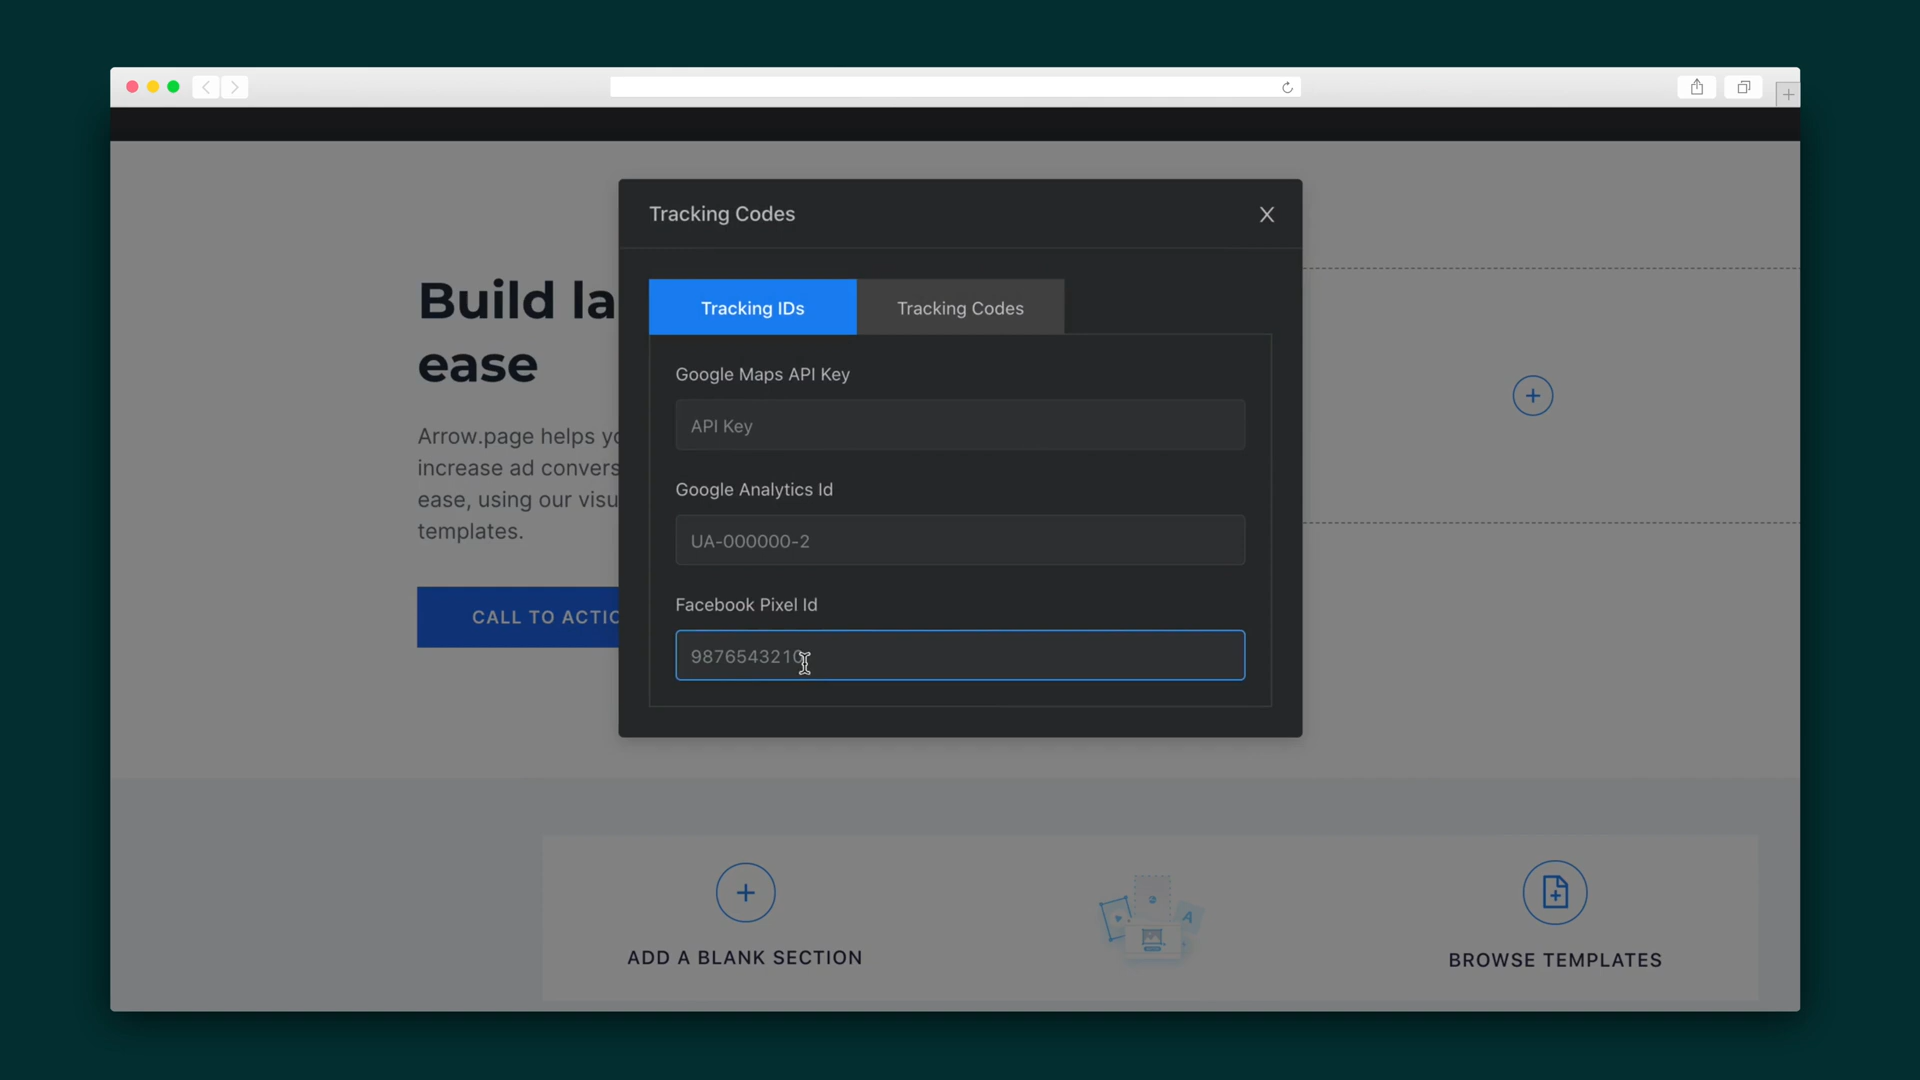 Tracking Codes
X
Tracking IDs
Tracking Codes
Google Maps API Key
API Key
Google Analytics Id
UA-000000-2
Facebook Pixel Id
9876543210
Build la
ease
Arrow.page helps yo
increase ad convers
ease, using our visu
templates.
CALL TO ACTIO
ADD A BLANK SECTION
A
BROWSE TEMPLATES